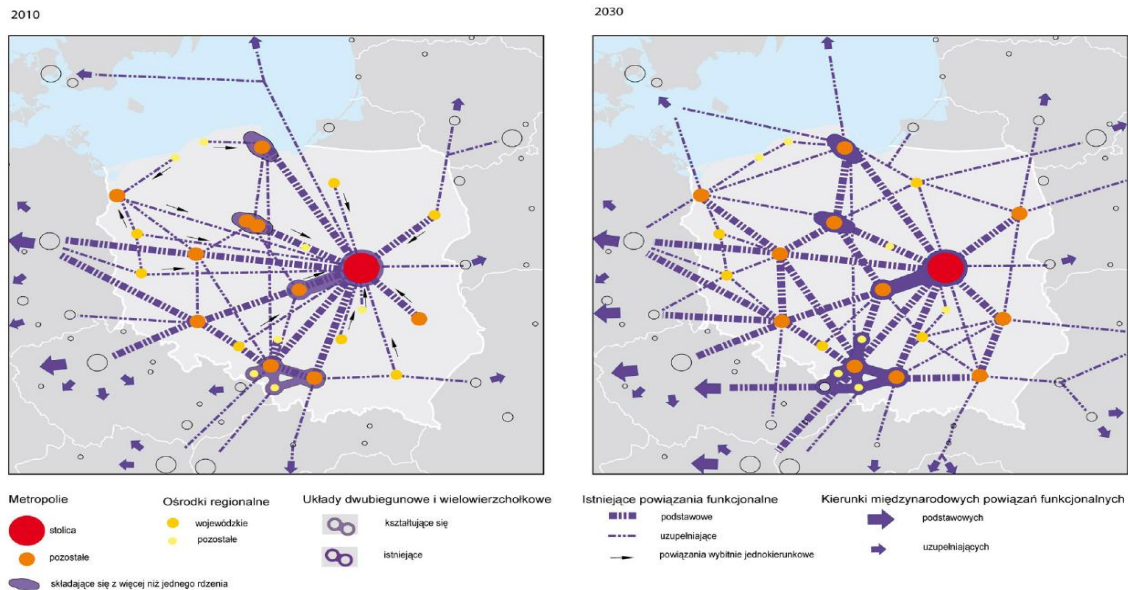 2010
2030
Metropolie
stolica
pozostałe
składające się z więcej niż jednego rdzenia
Ośrodki regionalne
wojewódzkie
pozostałe
Układy dwubiegunowe i wielowierzchołkowe
kształtujące się
istniejące
Istniejące powiązania funkcjonalne
podstawowe
uzupełniające
powiązania wybitnie jednokierunkowe
Kierunki międzynarodowych powiązań funkcjonalnych
podstawowych
uzupełniających